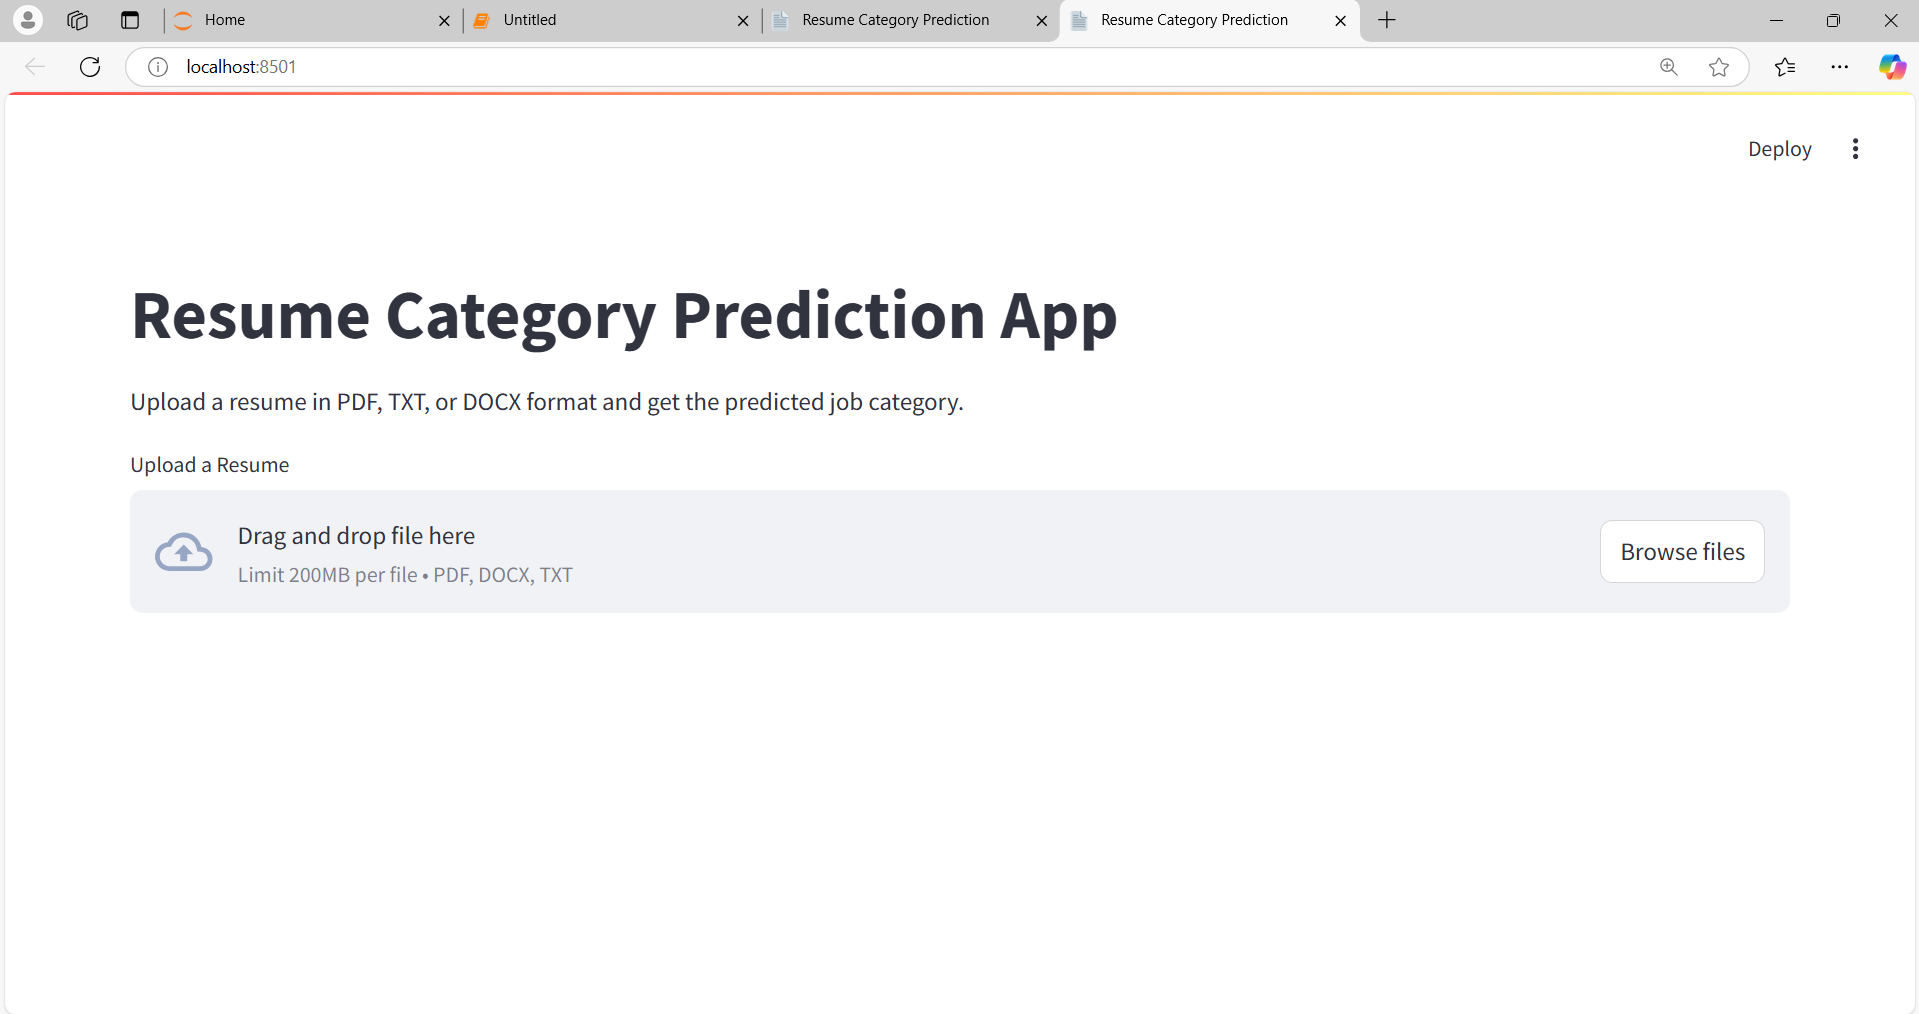 Home
Untitled
Resume Category Prediction
Resume Category Prediction
localhost:8501
Deploy
Resume Category Prediction App
Upload a resume in PDF, TXT, or DOCX format and get the predicted job category.
Upload a Resume
Drag and drop file here
Limit 200MB per file • PDF, DOCX, TXT
Browse files